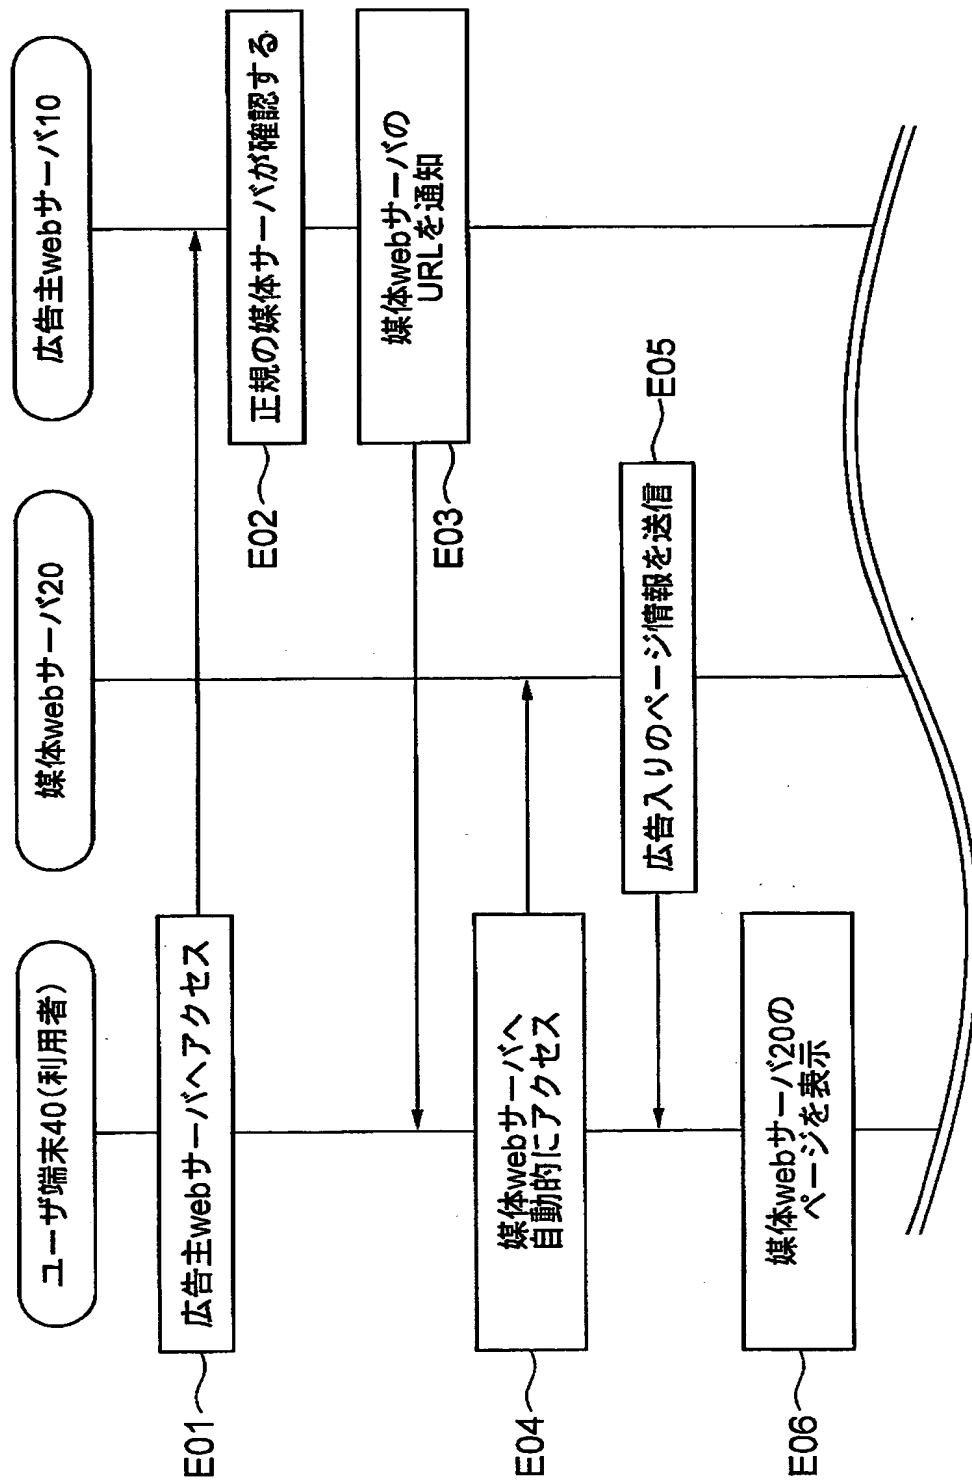 ユーザ端末40(利用者)
媒体webサーバ20
広告主webサーバ10
E01
広告主webサーバへアクセス
正規の媒体サーバが確認する
E02
媒体webサーバの
URLを通知
E03
E04
媒体webサーバへ
自動的にアクセス
広告入りのページ情報を送信
E05
E06
媒体webサーバ20の
ページを表示